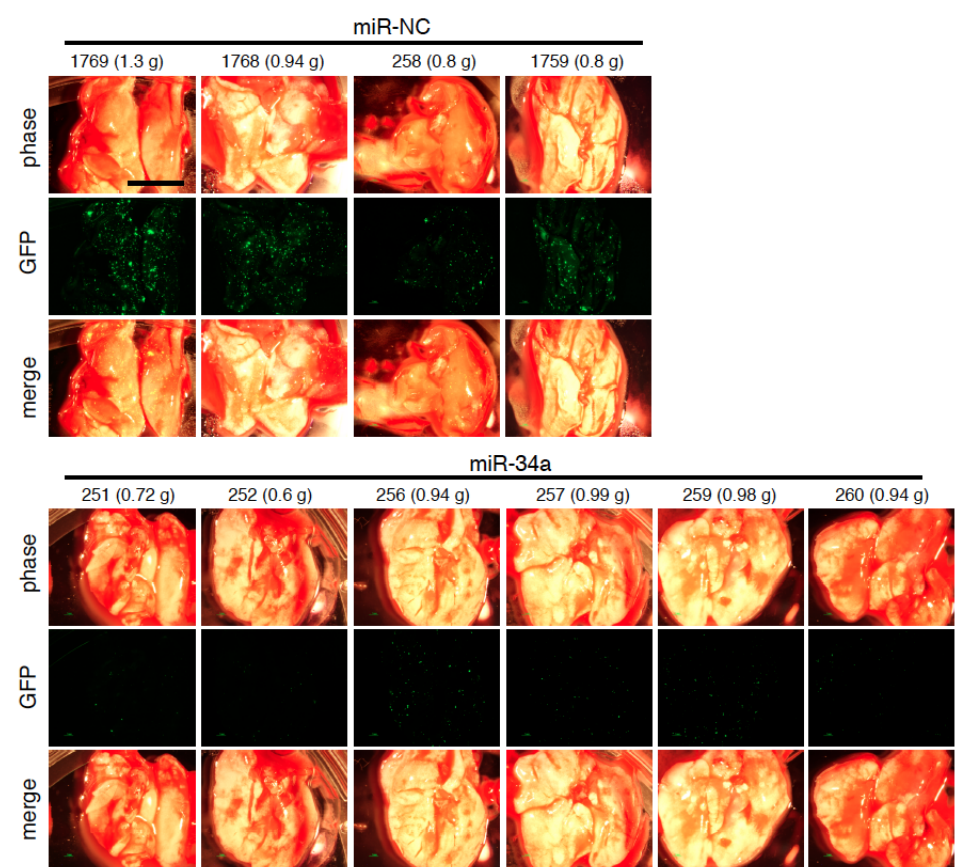 miR-NC
1769 (1.3 g) 1768 (0.94 g) 258 (0.8 g) 1759 (0.8 g)
phase
GFP
merge
miR-34a
251 (0.72 g) 252 (0.6 g) 256 (0.94 g) 257 (0.99 g) 259 (0.98 g) 260 (0.94 g)
phase
GFP
merge